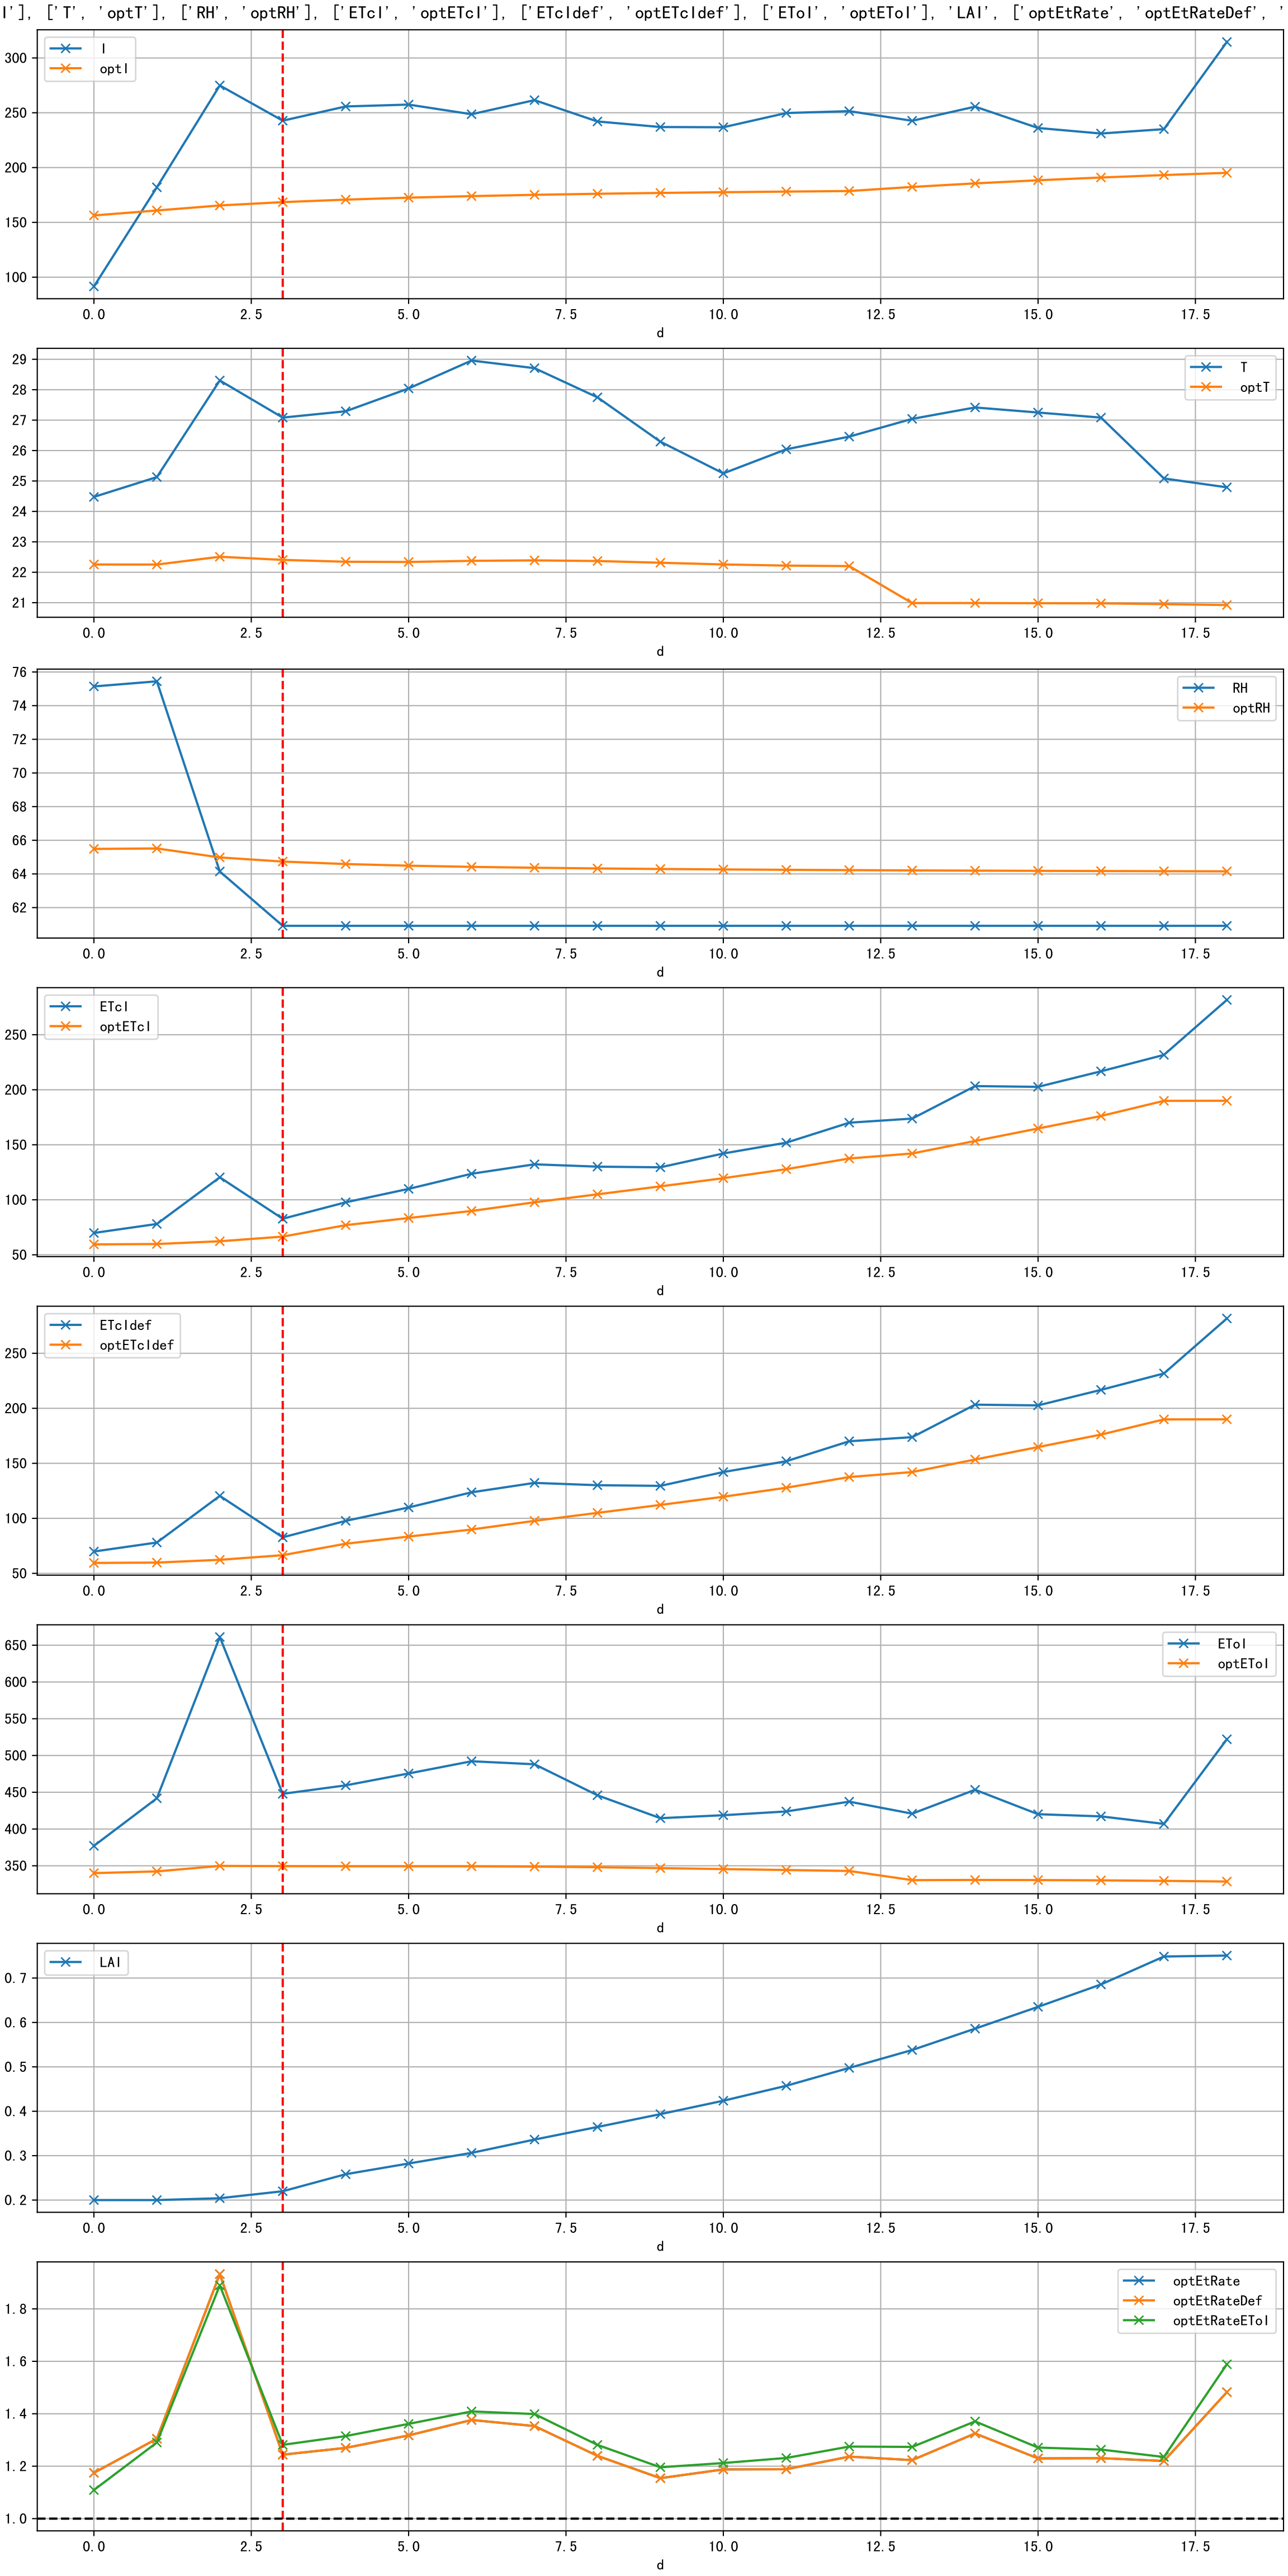 I'], ['T', 'optT'], ['RH', 'optRH'], ['ETcI', 'optETcI'], ['ETcIdef', 'optETcIdef'], ['EToI', 'optEToI'], 'LAI', ['optEtRate', 'optEtRateDef', '
I
optI
300
250
200
150
100
0.0 2.5 5.0 7.5 10.0 12.5 15.0 17.5
d
T
optT
29
28
27
26
25
24
23
22
21
0.0 2.5 5.0 7.5 10.0 12.5 15.0 17.5
d
RH
optRH
76
74
72
70
68
66
64
62
0.0 2.5 5.0 7.5 10.0 12.5 15.0 17.5
d
ETcI
optETcI
250
200
150
100
50
0.0 2.5 5.0 7.5 10.0 12.5 15.0 17.5
d
ETcIdef
optETcIdef
250
200
150
100
50
0.0 2.5 5.0 7.5 10.0 12.5 15.0 17.5
d
EToI
optEToI
650
600
550
500
450
400
350
0.0 2.5 5.0 7.5 10.0 12.5 15.0 17.5
d
LAI
0.7
0.6
0.5
0.4
0.3
0.2
0.0 2.5 5.0 7.5 10.0 12.5 15.0 17.5
d
optEtRate
optEtRateDef
optEtRateEToI
1.8
1.6
1.4
1.2
1.0
0.0 2.5 5.0 7.5 10.0 12.5 15.0 17.5
d